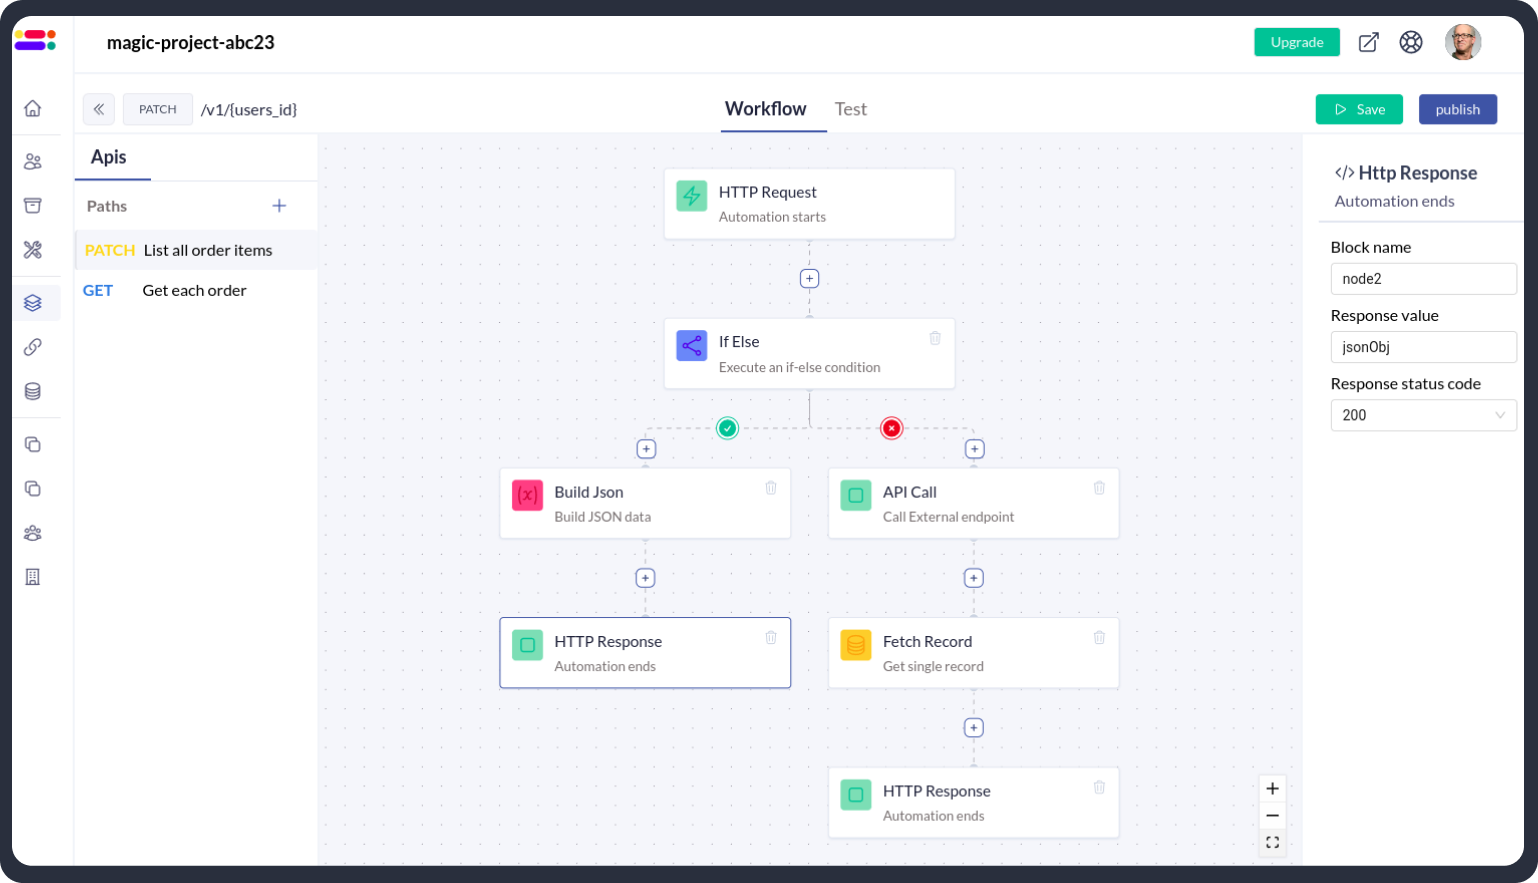 magic-project-abc23
Upgrade
PATCH
/v1/{users_id}
Workflow
Test
Save
publish
Apis
Paths
PATCH List all order items
GET Get each order
HTTP Request
Automation starts
If Else
Execute an if-else condition
Build Json
Build JSON data
API Call
Call External endpoint
HTTP Response
Automation ends
Fetch Record
Get single record
HTTP Response
Automation ends
</> Http Response
Automation ends
Block name
node2
Response value
jsonObj
Response status code
200